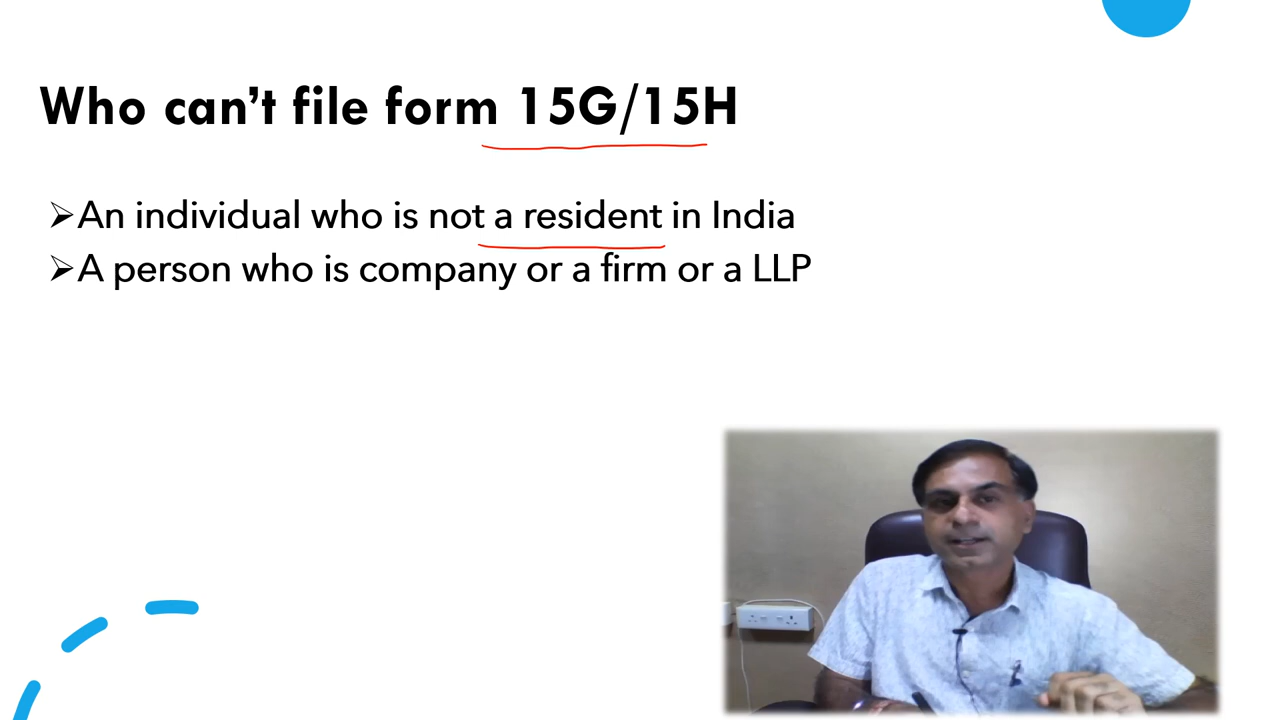 Who can’t file form 15G/15H
➢An individual who is not a resident in India
➢A person who is company or a firm or a LLP